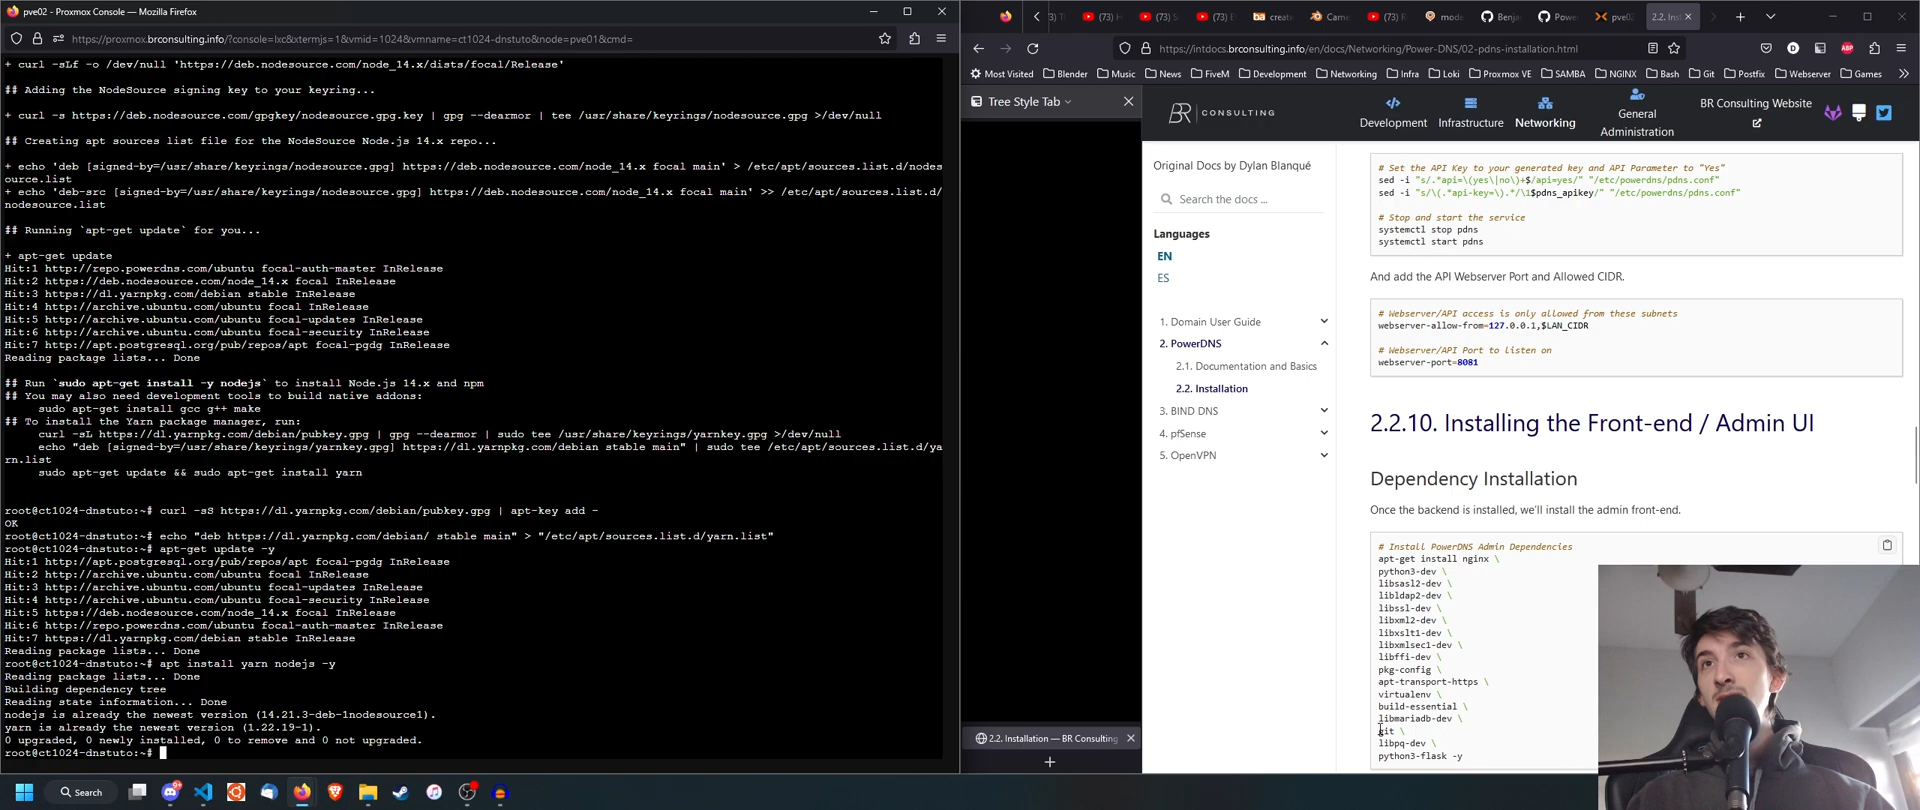 pve02 - Proxmox Console — Mozilla Firefox
https://proxmox.brconsulting.info/?console=lxc&xtermjs=1&vmid=1024&vmname=ct1024-dnstuto&node=pve01&cmd=
+ curl -sLf -o /dev/null 'https://deb.nodesource.com/node_14.x/dists/focal/Release'
## Adding the NodeSource signing key to your keyring...
+ curl -s https://deb.nodesource.com/gpgkey/nodesource.gpg.key | gpg --dearmor | tee /usr/share/keyrings/nodesource.gpg >/dev/null
## Creating apt sources list file for the NodeSource Node.js 14.x repo...
+ echo 'deb [signed-by=/usr/share/keyrings/nodesource.gpg] https://deb.nodesource.com/node_14.x focal main' > /etc/apt/sources.list.d/nodes
ource.list
+ echo 'deb-src [signed-by=/usr/share/keyrings/nodesource.gpg] https://deb.nodesource.com/node_14.x focal main' >> /etc/apt/sources.list.d/
nodesource.list
## Running `apt-get update` for you...
+ apt-get update
Hit:1 http://repo.powerdns.com/ubuntu focal-auth-master InRelease
Hit:2 https://deb.nodesource.com/node_14.x focal InRelease
Hit:3 https://dl.yarnpkg.com/debian stable InRelease
Hit:4 http://archive.ubuntu.com/ubuntu focal InRelease
Hit:5 http://archive.ubuntu.com/ubuntu focal-updates InRelease
Hit:6 http://archive.ubuntu.com/ubuntu focal-security InRelease
Hit:7 http://apt.postgresql.org/pub/repos/apt focal-pgdg InRelease
Reading package lists... Done
## Run `sudo apt-get install -y nodejs` to install Node.js 14.x and npm
## You may also need development tools to build native addons:
sudo apt-get install gcc g++ make
## To install the Yarn package manager, run:
curl -sL https://dl.yarnpkg.com/debian/pubkey.gpg | gpg --dearmor | sudo tee /usr/share/keyrings/yarnkey.gpg >/dev/null
echo "deb [signed-by=/usr/share/keyrings/yarnkey.gpg] https://dl.yarnpkg.com/debian stable main" | sudo tee /etc/apt/sources.list.d/ya
rn.list
sudo apt-get update && sudo apt-get install yarn
root@ct1024-dnstuto:~# curl -sS https://dl.yarnpkg.com/debian/pubkey.gpg | apt-key add -
OK
root@ct1024-dnstuto:~# echo "deb https://dl.yarnpkg.com/debian/ stable main" > "/etc/apt/sources.list.d/yarn.list"
root@ct1024-dnstuto:~# apt-get update -y
Hit:1 http://apt.postgresql.org/pub/repos/apt focal-pgdg InRelease
Hit:2 http://archive.ubuntu.com/ubuntu focal InRelease
Hit:3 http://archive.ubuntu.com/ubuntu focal-updates InRelease
Hit:4 http://archive.ubuntu.com/ubuntu focal-security InRelease
Hit:5 https://deb.nodesource.com/node_14.x focal InRelease
Hit:6 http://repo.powerdns.com/ubuntu focal-auth-master InRelease
Hit:7 https://dl.yarnpkg.com/debian stable InRelease
Reading package lists... Done
root@ct1024-dnstuto:~# apt install yarn nodejs -y
Reading package lists... Done
Building dependency tree
Reading state information... Done
nodejs is already the newest version (14.21.3-deb-1nodesource1).
yarn is already the newest version (1.22.19-1).
0 upgraded, 0 newly installed, 0 to remove and 0 not upgraded.
root@ct1024-dnstuto:~#
(73) H
(73) S
(73) E
creat
Came
(73) R
mode
Benja
Powe
pve0
2.2. Inst
https://intdocs.brconsulting.info/en/docs/Networking/Power-DNS/02-pdns-installation.html
Most Visited Blender Music News FiveM Development Networking Infra Loki Proxmox VE SAMBA NGINX Bash Git Postfix Webserver Games
Tree Style Tab
2.2. Installation — BR Consulting
BR CONSULTING
Development
Infrastructure
Networking
General
Administration
BR Consulting Website
Original Docs by Dylan Blanqué
Search the docs ...
Languages
EN
ES
1. Domain User Guide
2. PowerDNS
2.1. Documentation and Basics
2.2. Installation
3. BIND DNS
4. pfSense
5. OpenVPN
# Set the API Key to your generated key and API Parameter to "Yes"
sed -i "s/.*api=\(yes\|no\)+$/api=yes/" "/etc/powerdns/pdns.conf"
sed -i "s/\(.*api-key=\).*/\1$pdns_apikey/" "/etc/powerdns/pdns.conf"
# Stop and start the service
systemctl stop pdns
systemctl start pdns
And add the API Webserver Port and Allowed CIDR.
# Webserver/API access is only allowed from these subnets
webserver-allow-from=127.0.0.1,$LAN_CIDR
# Webserver/API Port to listen on
webserver-port=8081
2.2.10. Installing the Front-end / Admin UI
Dependency Installation
Once the backend is installed, we'll install the admin front-end.
# Install PowerDNS Admin Dependencies
apt-get install nginx \
python3-dev \
libsasl2-dev \
libldap2-dev \
libssl-dev \
libxml2-dev \
libxslt1-dev \
libxmlsec1-dev \
libffi-dev \
pkg-config \
apt-transport-https \
virtualenv \
build-essential \
libmariadb-dev \
git \
libpq-dev \
python3-flask -y
Search